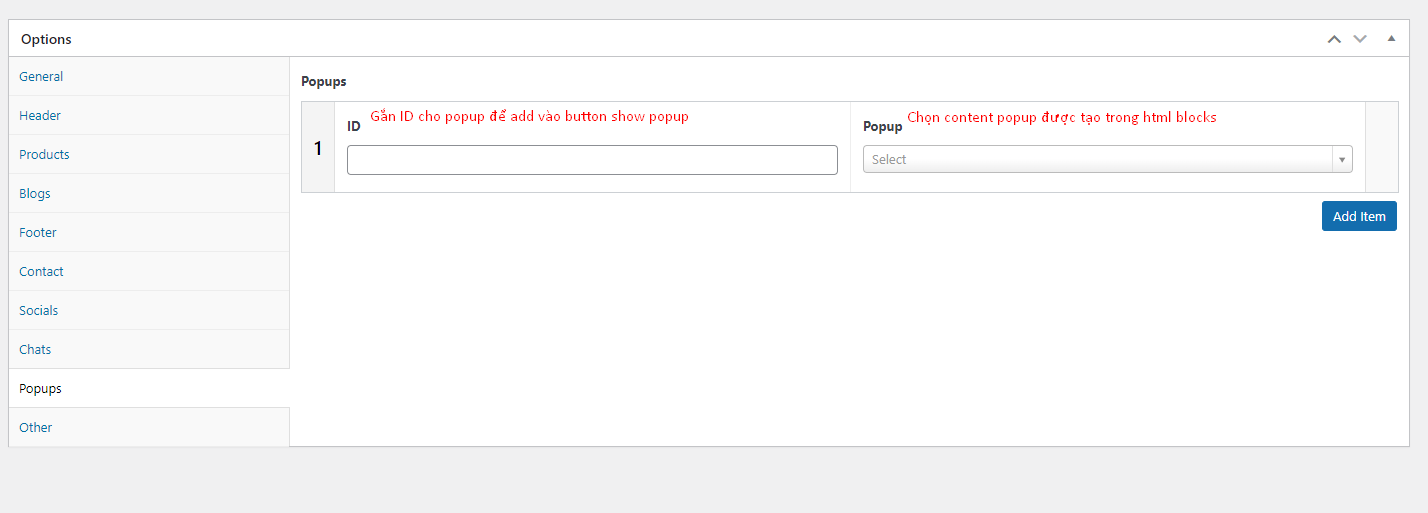 Options
General
Header
Products
Blogs
Footer
Contact
Socials
Chats
Popups
Other
Popups
1
ID Gắn ID cho popup để add vào button show popup
Popup Chọn content popup được tạo trong html blocks
Select
Add Item